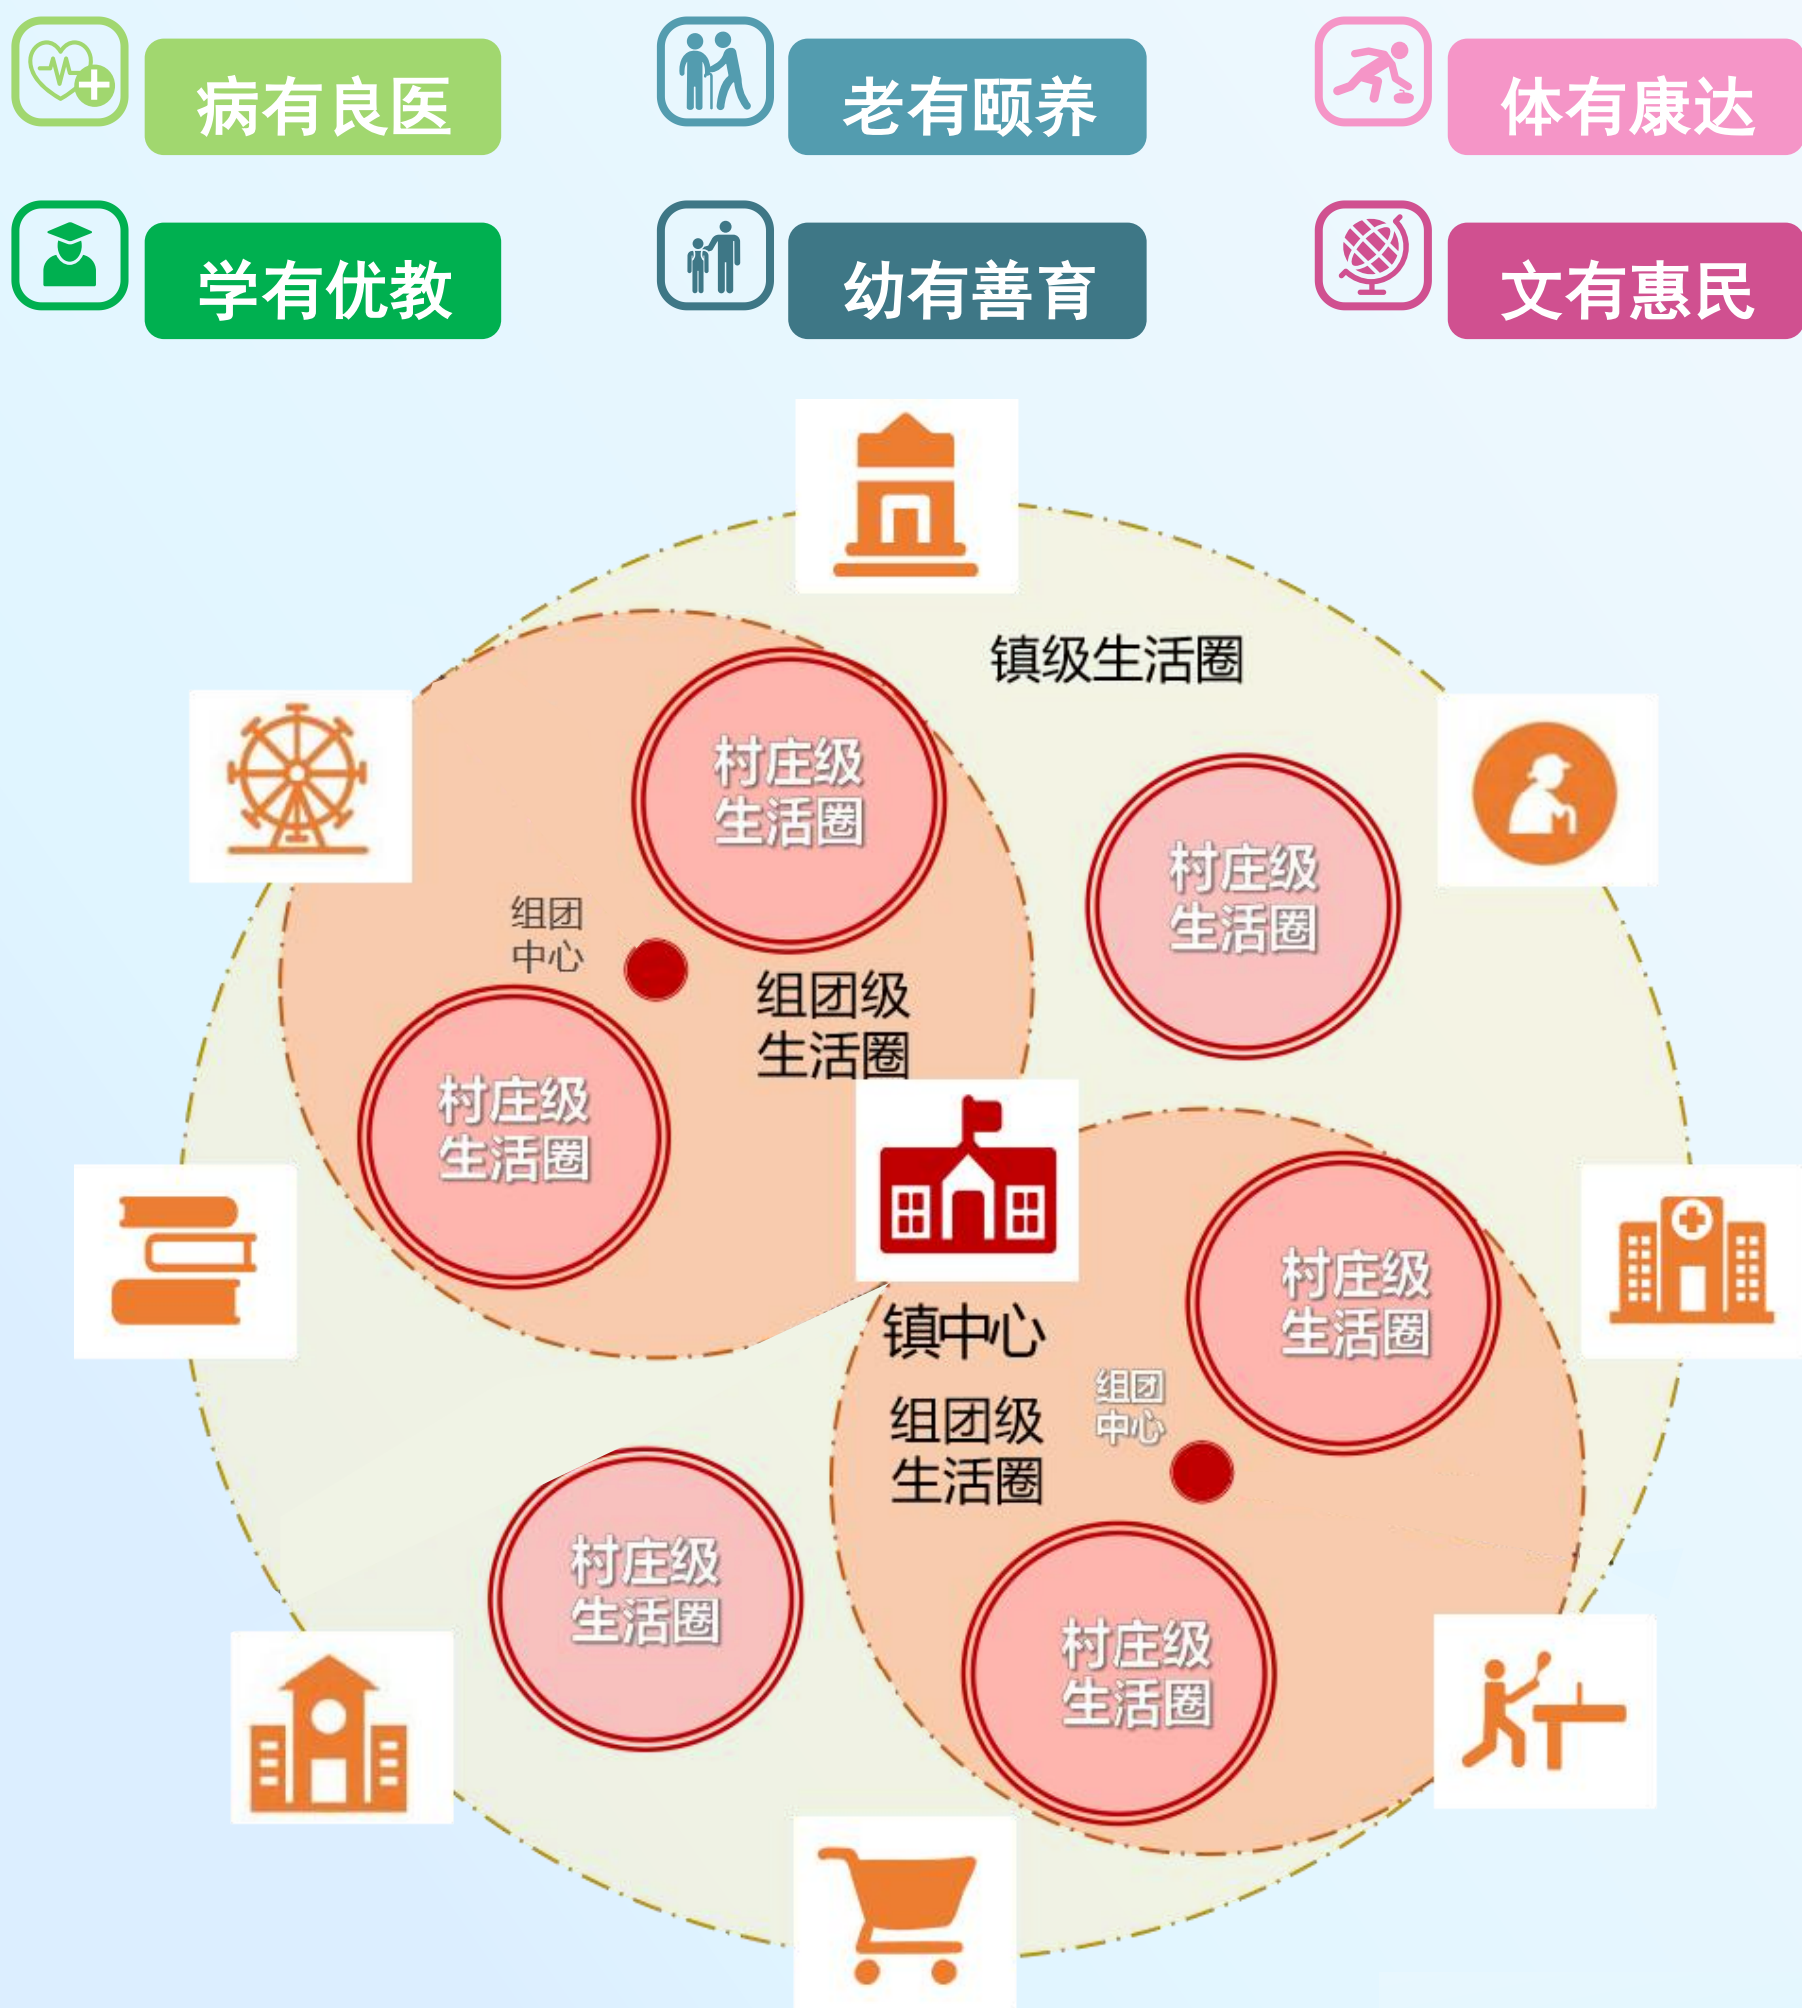 病有良医
老有颐养
体有康达
学有优教
幼有善育
文有惠民
镇级生活圈
村庄级
生活圈
村庄级
生活圈
组团
中心
组团级
生活圈
村庄级
生活圈
村庄级
生活圈
镇中心
组团
中心
组团级
生活圈
村庄级
生活圈
村庄级
生活圈